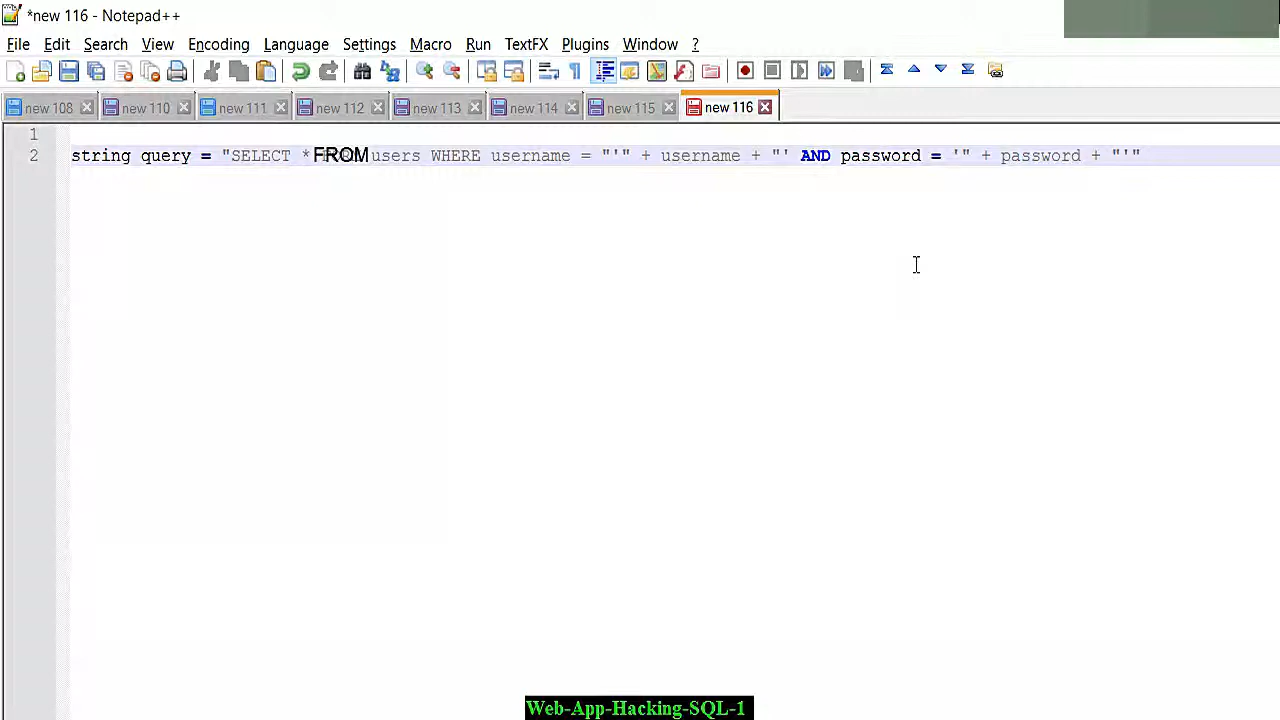 *new 116 - Notepad++
File Edit Search View Encoding Language Settings Macro Run TextFX Plugins Window ?
new 108 new 110 new 111 new 112 new 113 new 114 new 115 new 116
1
2 string query = "SELECT * FROM users WHERE username = "'" + username + "' AND password = '" + password + "'"
Web-App-Hacking-SQL-1